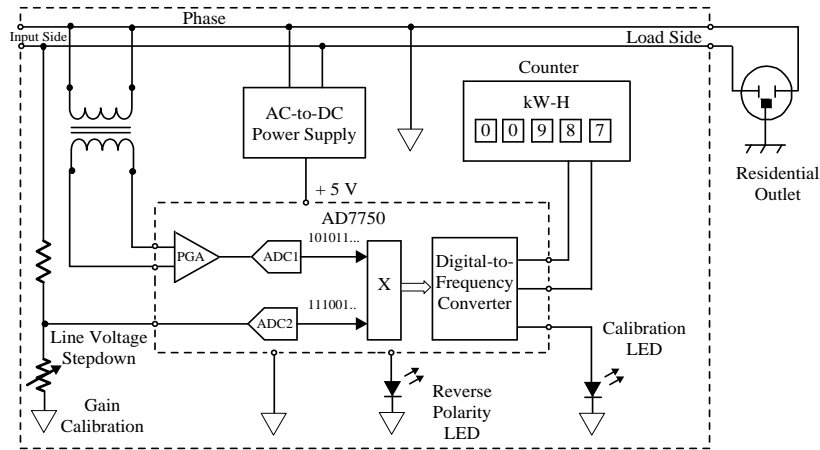 Phase
Input Side
Load Side
Counter
kW-H
0 0 9 8 7
AC-to-DC
Power Supply
Residential
Outlet
+ 5 V
AD7750
PGA
ADC1
101011...
X
Digital-to-
Frequency
Converter
ADC2
111001..
Line Voltage
Stepdown
Calibration
LED
Gain
Calibration
Reverse
Polarity
LED